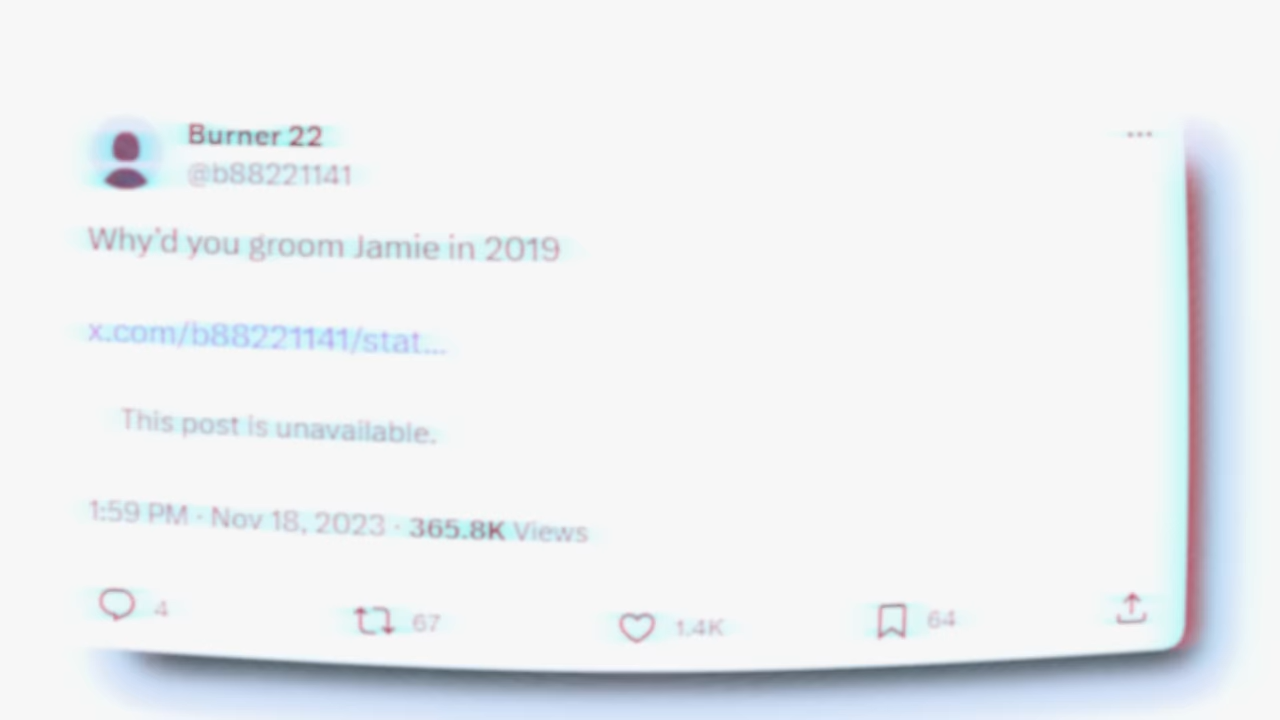 Burner 22
@b88221141
Why'd you groom Jamie in 2019
x.com/b88221141/stat...
This post is unavailable.
1:59 PM · Nov 18, 2023 · 365.8K Views
4 67 1.4K 64